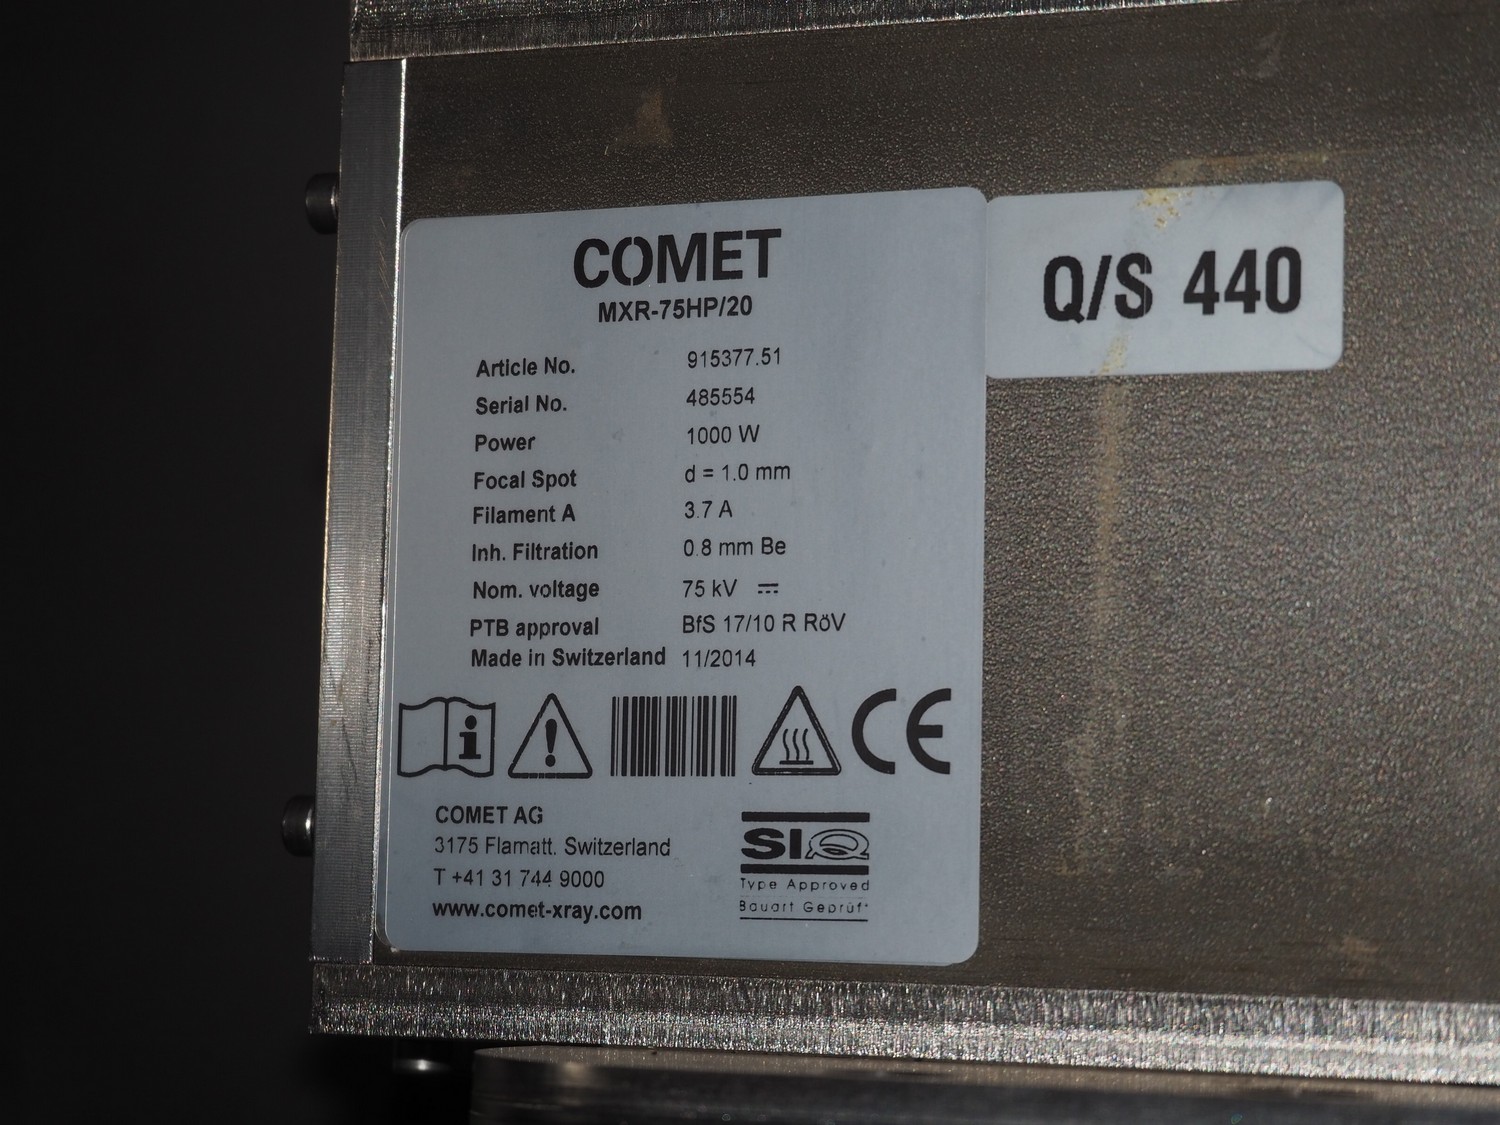 COMET
MXR-75HP/20
Q/S 440
Article No. 915377.51
Serial No. 485554
Power 1000 W
Focal Spot d = 1.0 mm
Filament A 3.7 A
Inh. Filtration 0.8 mm Be
Nom. voltage 75 kV
PTB approval BfS 17/10 R RöV
Made in Switzerland 11/2014
CE
COMET AG
3175 Flamatt. Switzerland
T +41 31 744 9000
www.comet-xray.com
SIQ
Type Approved
Bauart Geprüft